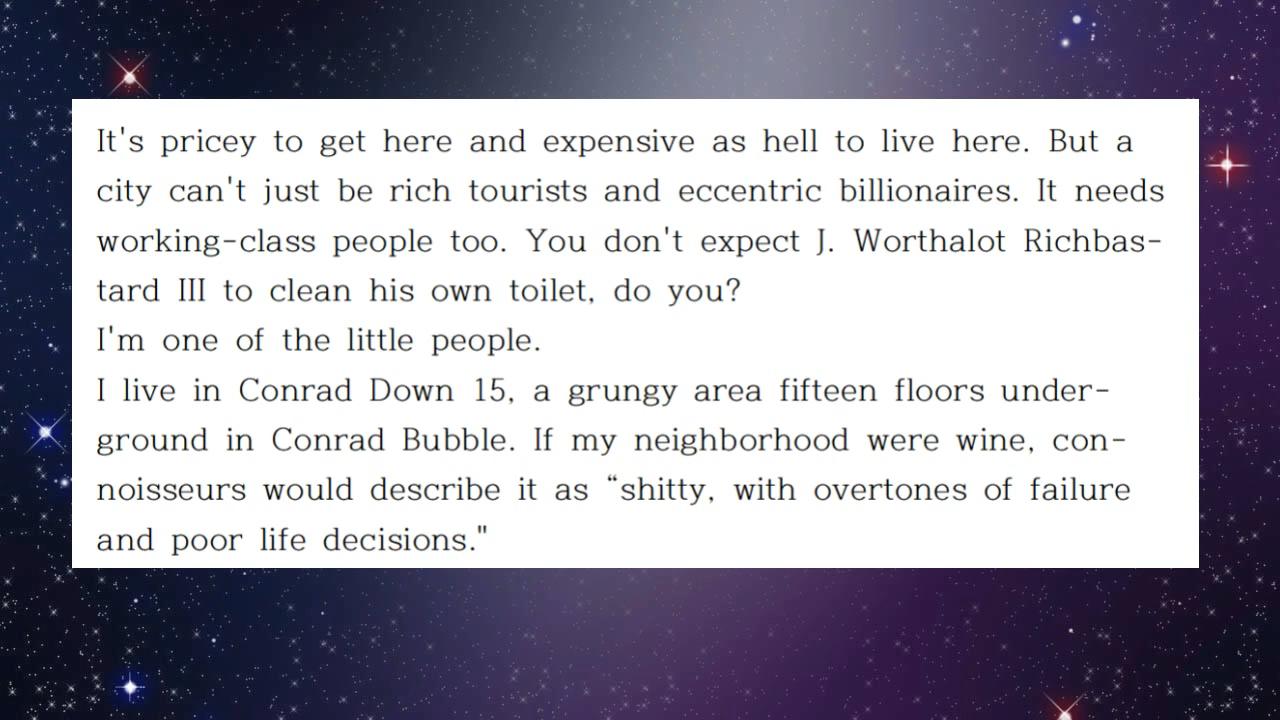 It's pricey to get here and expensive as hell to live here. But a
city can't just be rich tourists and eccentric billionaires. It needs
working-class people too. You don't expect J. Worthalot Richbas-
tard III to clean his own toilet, do you?
I'm one of the little people.
I live in Conrad Down 15, a grungy area fifteen floors under-
ground in Conrad Bubble. If my neighborhood were wine, con-
noisseurs would describe it as “shitty, with overtones of failure
and poor life decisions."